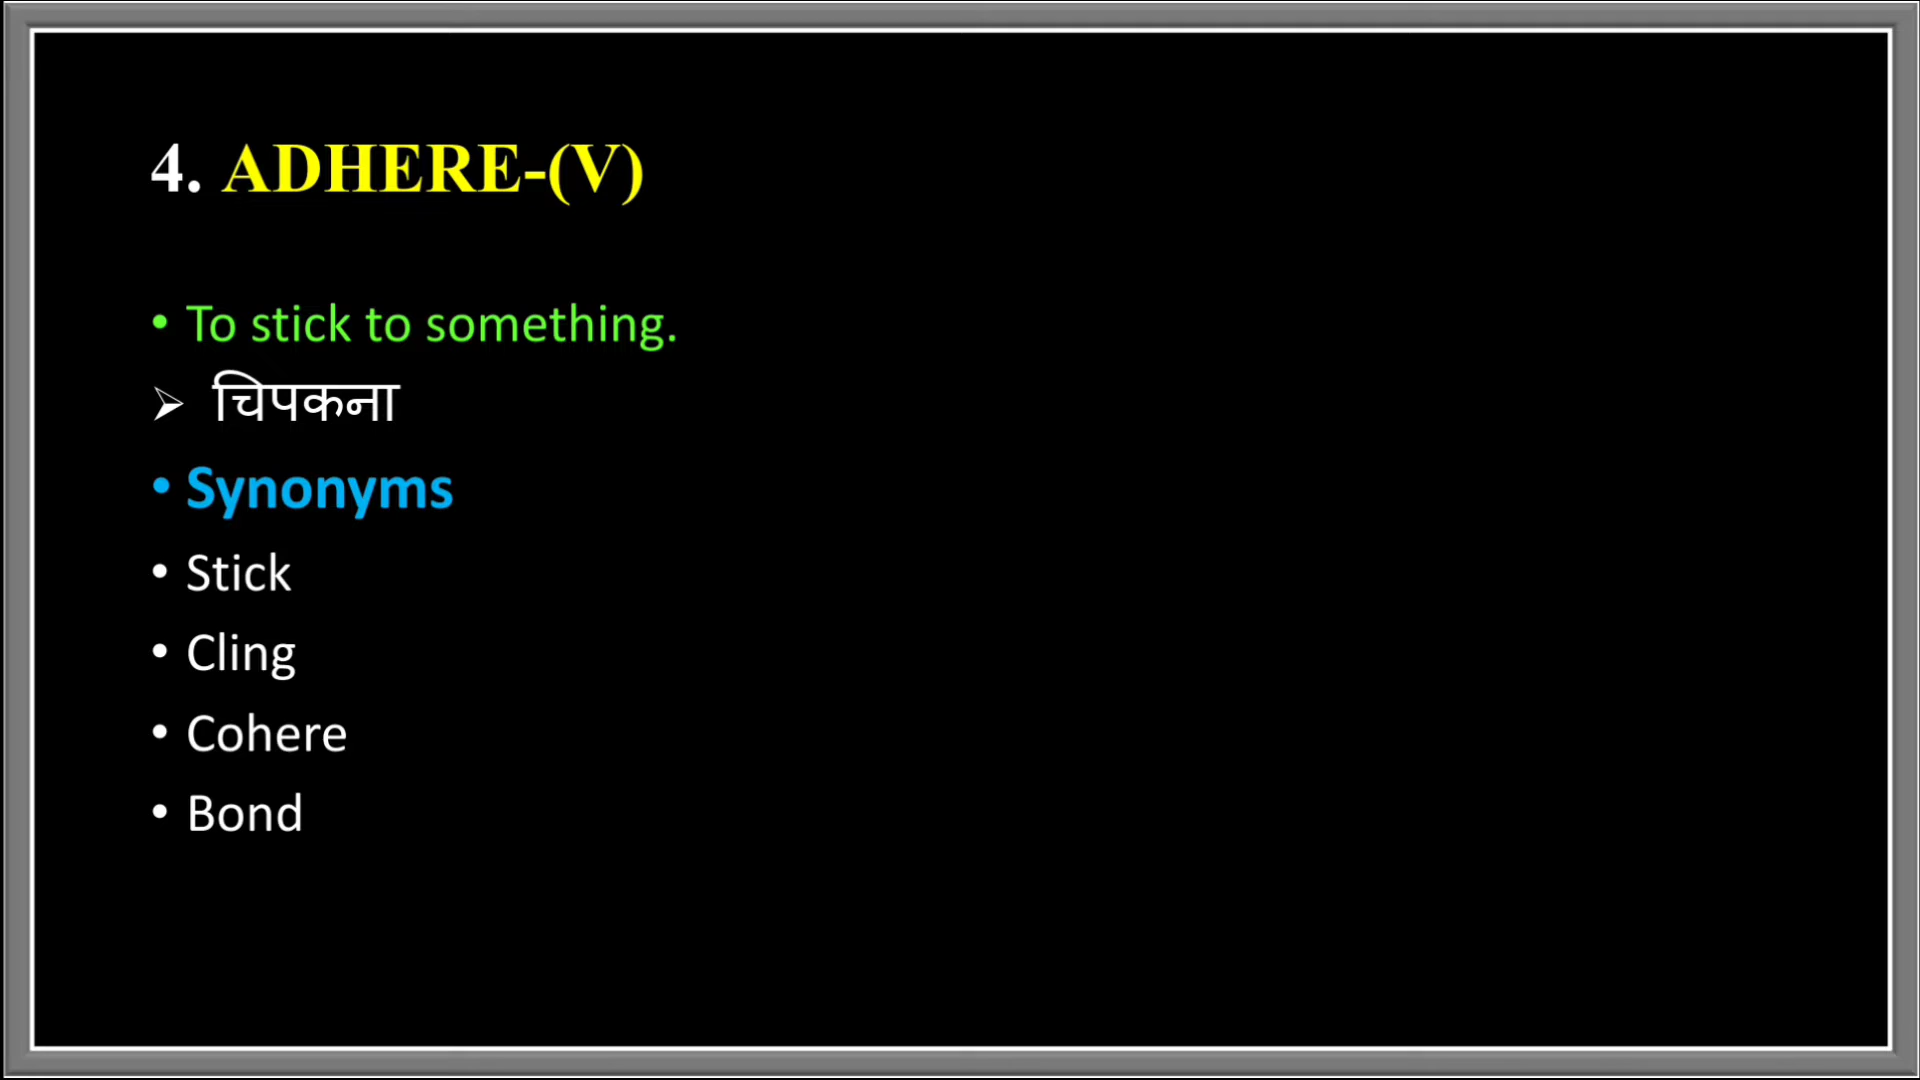 4. ADHERE-(V)
• To stick to something.
➢ चिपकना
• Synonyms
• Stick
• Cling
• Cohere
• Bond